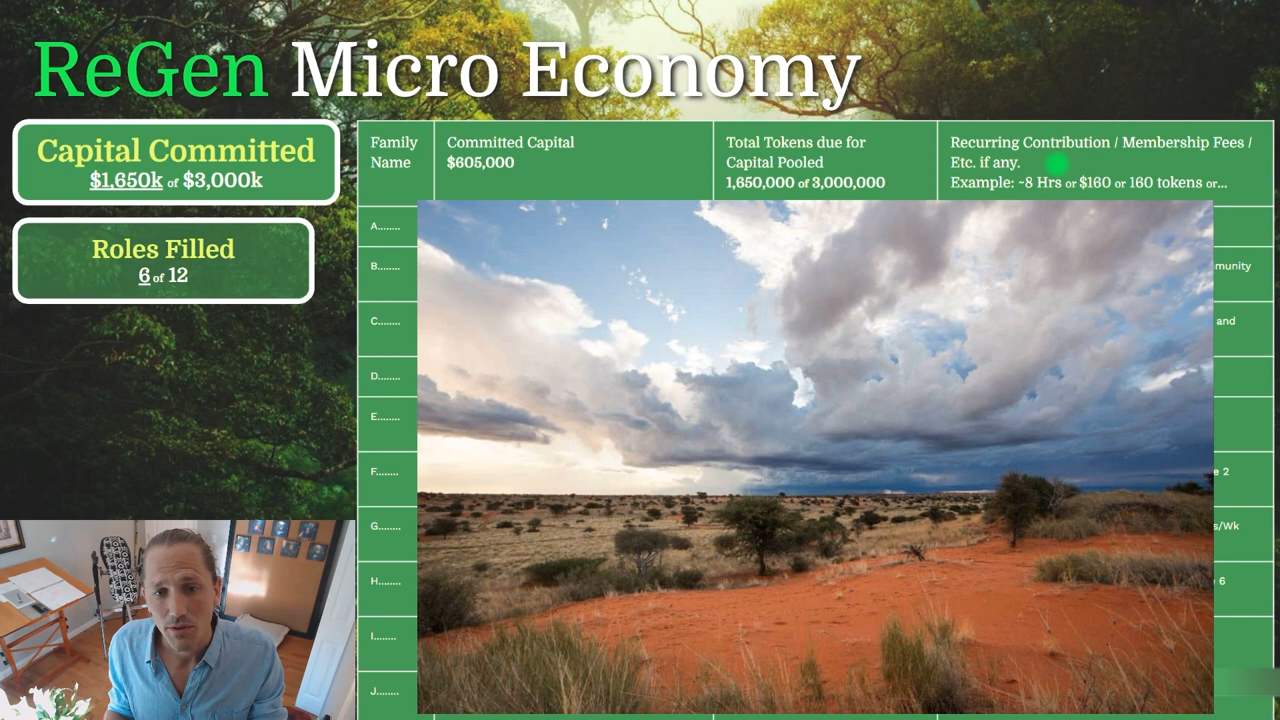 ReGen Micro Economy
Capital Committed
$1,650k of $3,000k
Roles Filled
6 of 12
Family
Name
Committed Capital
$605,000
Total Tokens due for
Capital Pooled
1,650,000 of 3,000,000
Recurring Contribution / Membership Fees /
Etc. if any.
Example: ~8 Hrs or $160 or 160 tokens or...
A........
B........
munity
C........
and
D........
E........
F........
e 2
G........
s/Wk
H........
6
I........
J........